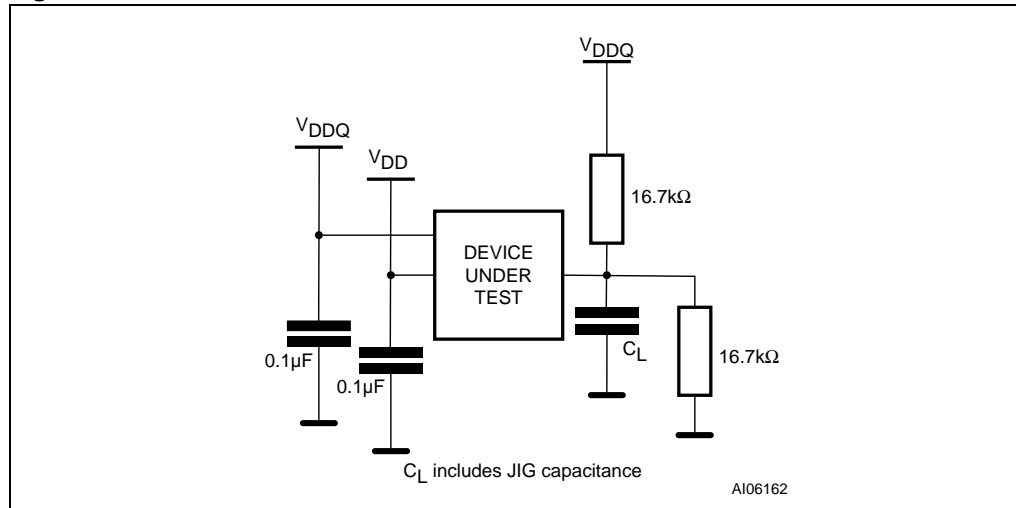 VDDQ
VDDQ
VDD
16.7kΩ
DEVICE
UNDER
TEST
0.1µF
0.1µF
CL
16.7kΩ
CL includes JIG capacitance
AI06162